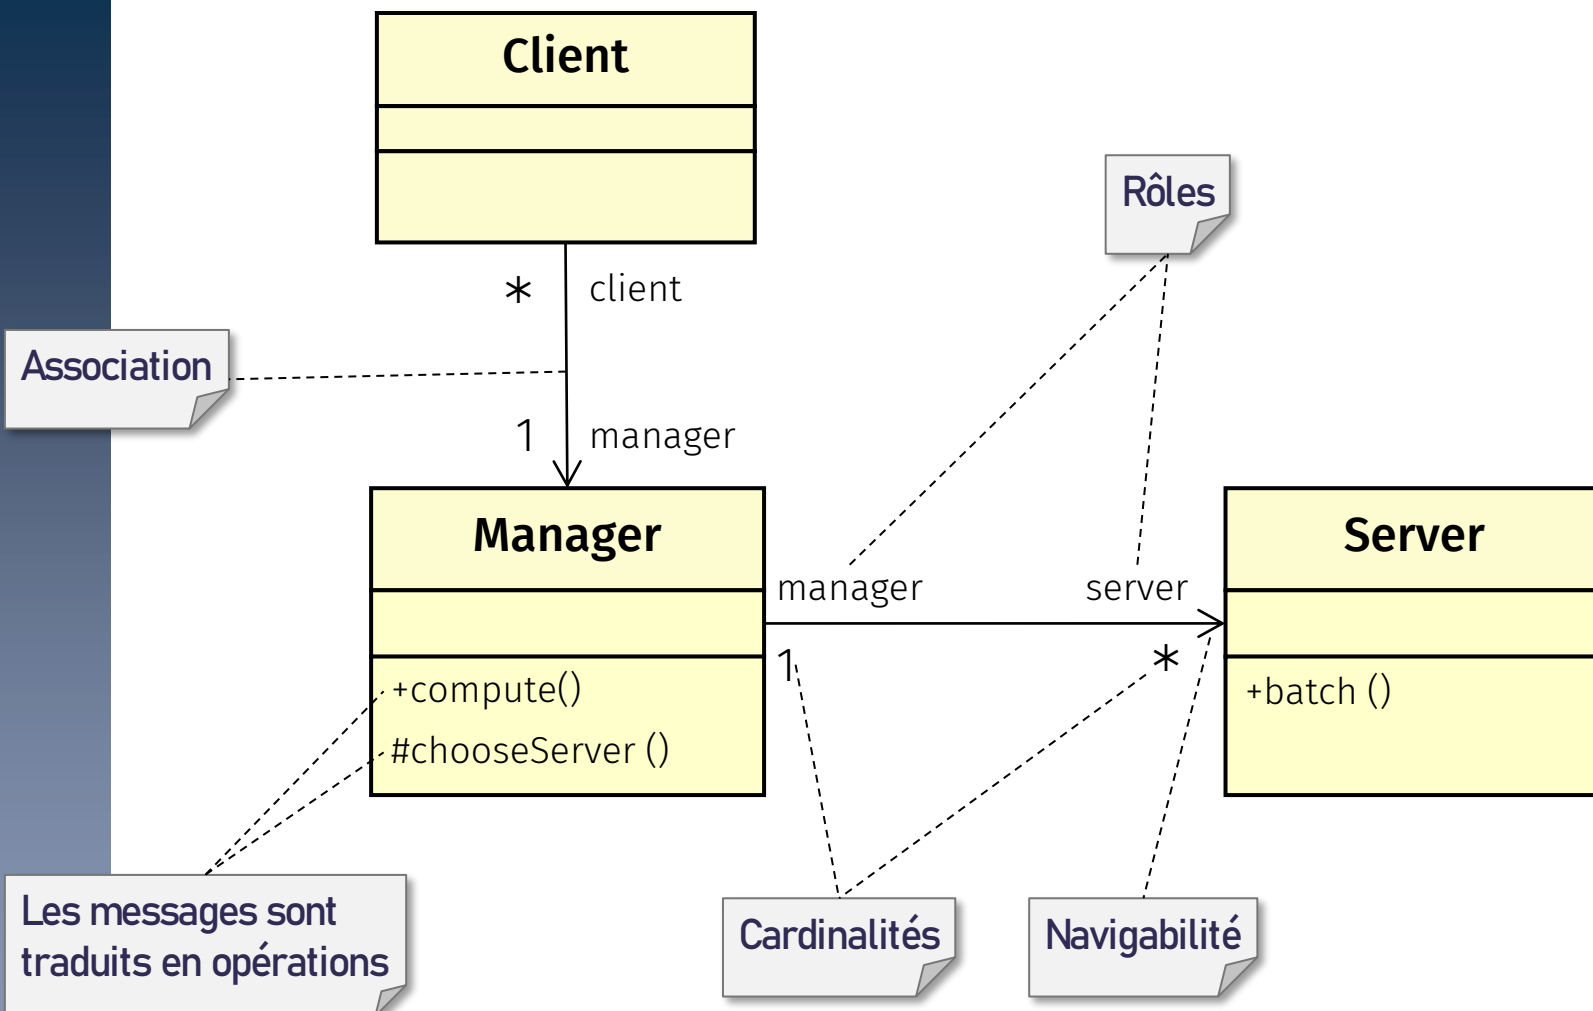 Client
Rôles
* client
Association
1 manager
Manager
Server
manager server
1 *
+compute()
+batch ()
#chooseServer ()
Les messages sont
traduits en opérations
Cardinalités
Navigabilité